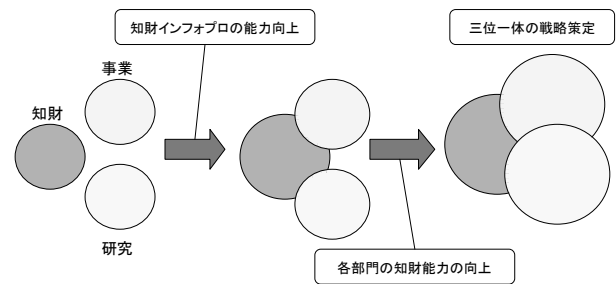 知財インフォプロの能力向上
三位一体の戦略策定
事業
知財
研究
各部門の知財能力の向上